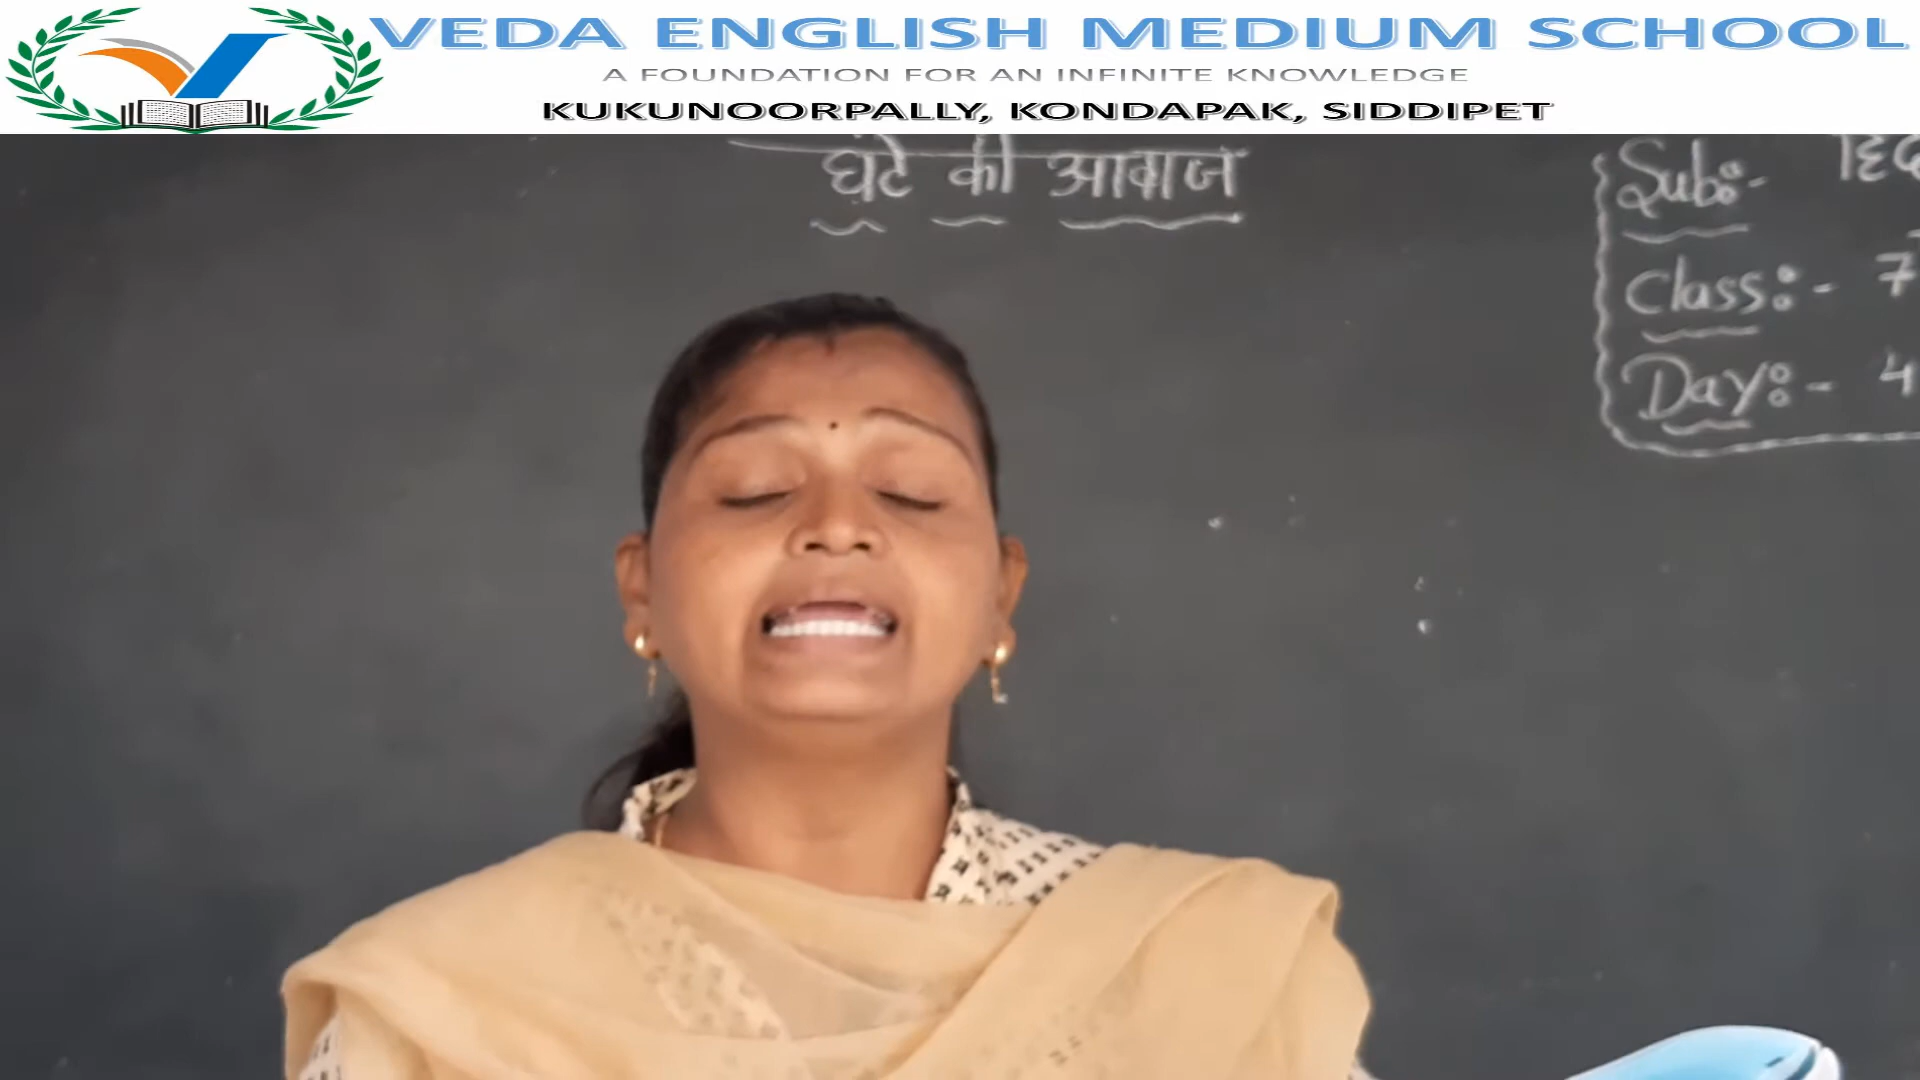 VEDA ENGLISH MEDIUM SCHOOL
A FOUNDATION FOR AN INFINITE KNOWLEDGE
KUKUNOORPALLY, KONDAPAK, SIDDIPET
घंटे की आवाज
Sub:-
Class:- 7
Day:- 4